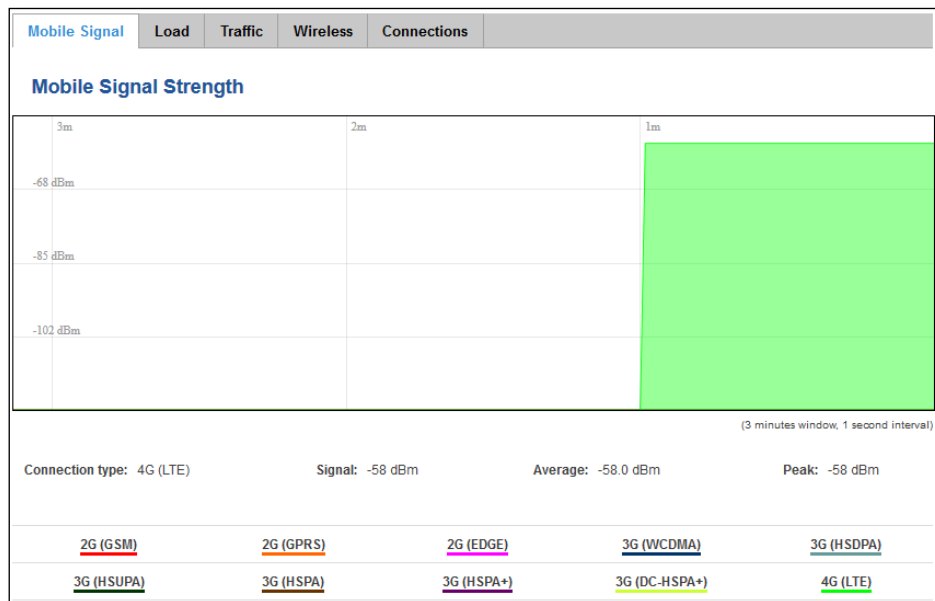 Mobile Signal Load Traffic Wireless Connections
Mobile Signal Strength
3m 2m 1m
-68 dBm
-85 dBm
-102 dBm
(3 minutes window, 1 second interval)
Connection type: 4G (LTE) Signal: -58 dBm Average: -58.0 dBm Peak: -58 dBm
2G (GSM) 2G (GPRS) 2G (EDGE) 3G (WCDMA) 3G (HSDPA)
3G (HSUPA) 3G (HSPA) 3G (HSPA+) 3G (DC-HSPA+) 4G (LTE)